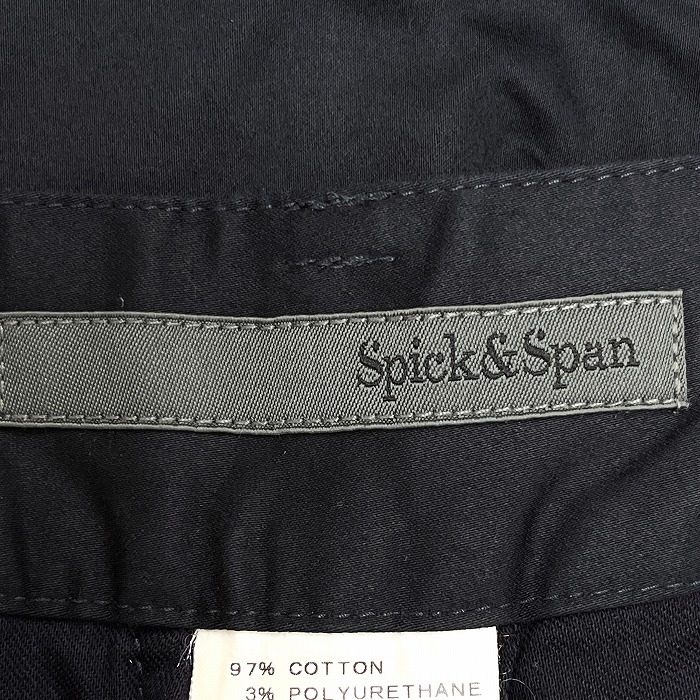 Spick&Span
97% COTTON
3% POLYURETHANE